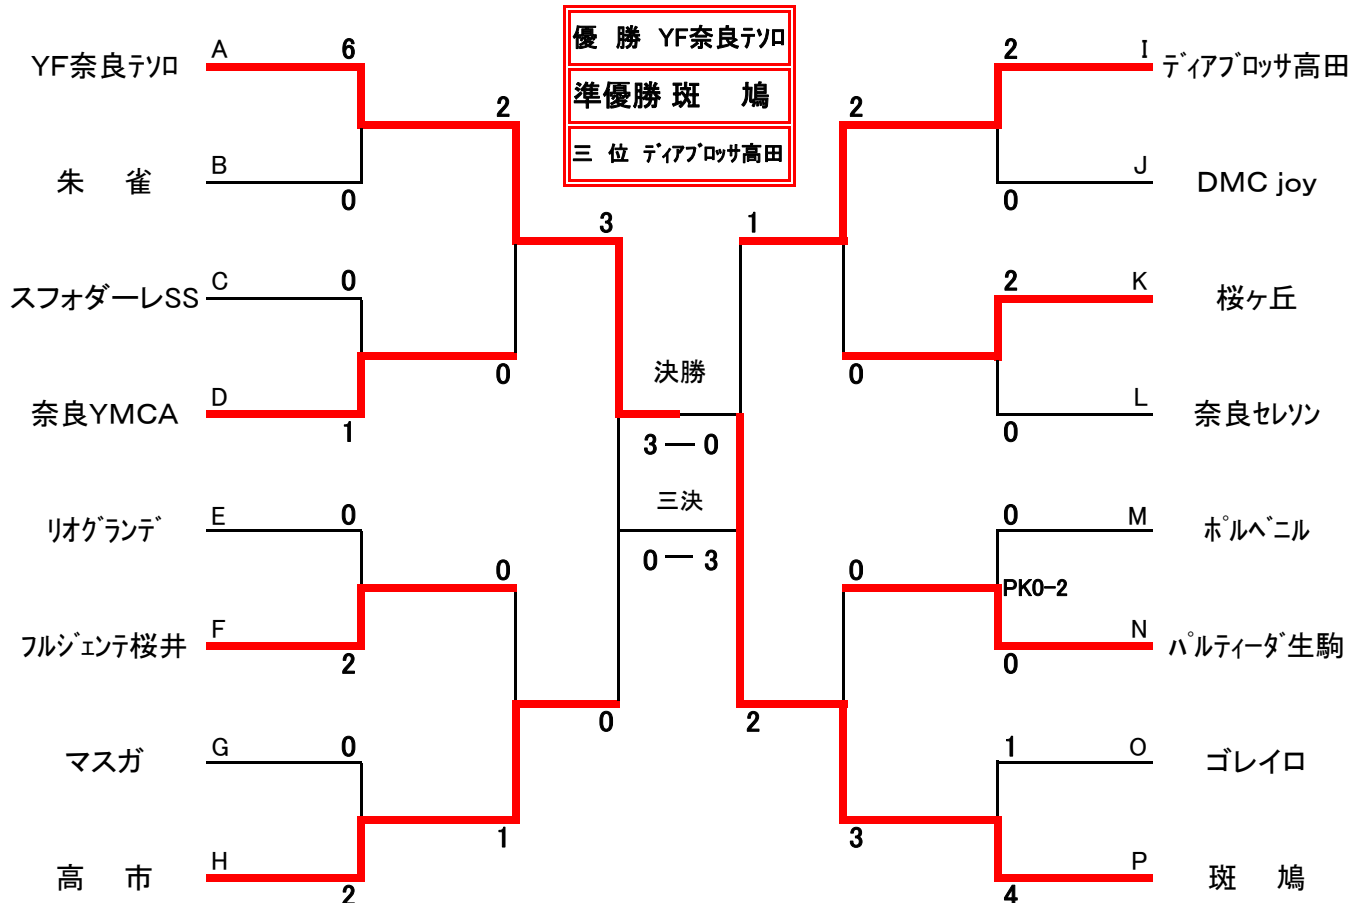 優 勝 YF奈良ﾃｿﾛ
準優勝 斑 鳩
三 位 ディアブロッサ高田
YF奈良ﾃｿﾛ A 6
2 I ディアブロッサ高田
2
2
朱 雀 B 0
0 J DMC joy
3
1
スフォダーレSS C 0
2 K 桜ヶ丘
決勝
0
0
奈良YMCA D 1
0 L 奈良ｾﾚｿﾝ
3 — 0
三決
リオグランデ E 0
0 M ポルベニル
0 — 3
0
0
PK0-2
フルジェンテ桜井 F 2
0 N パルティーダ生駒
0
2
マスガ G 0
1 O ゴレイロ
1
3
高 市 H 2
4 P 斑 鳩